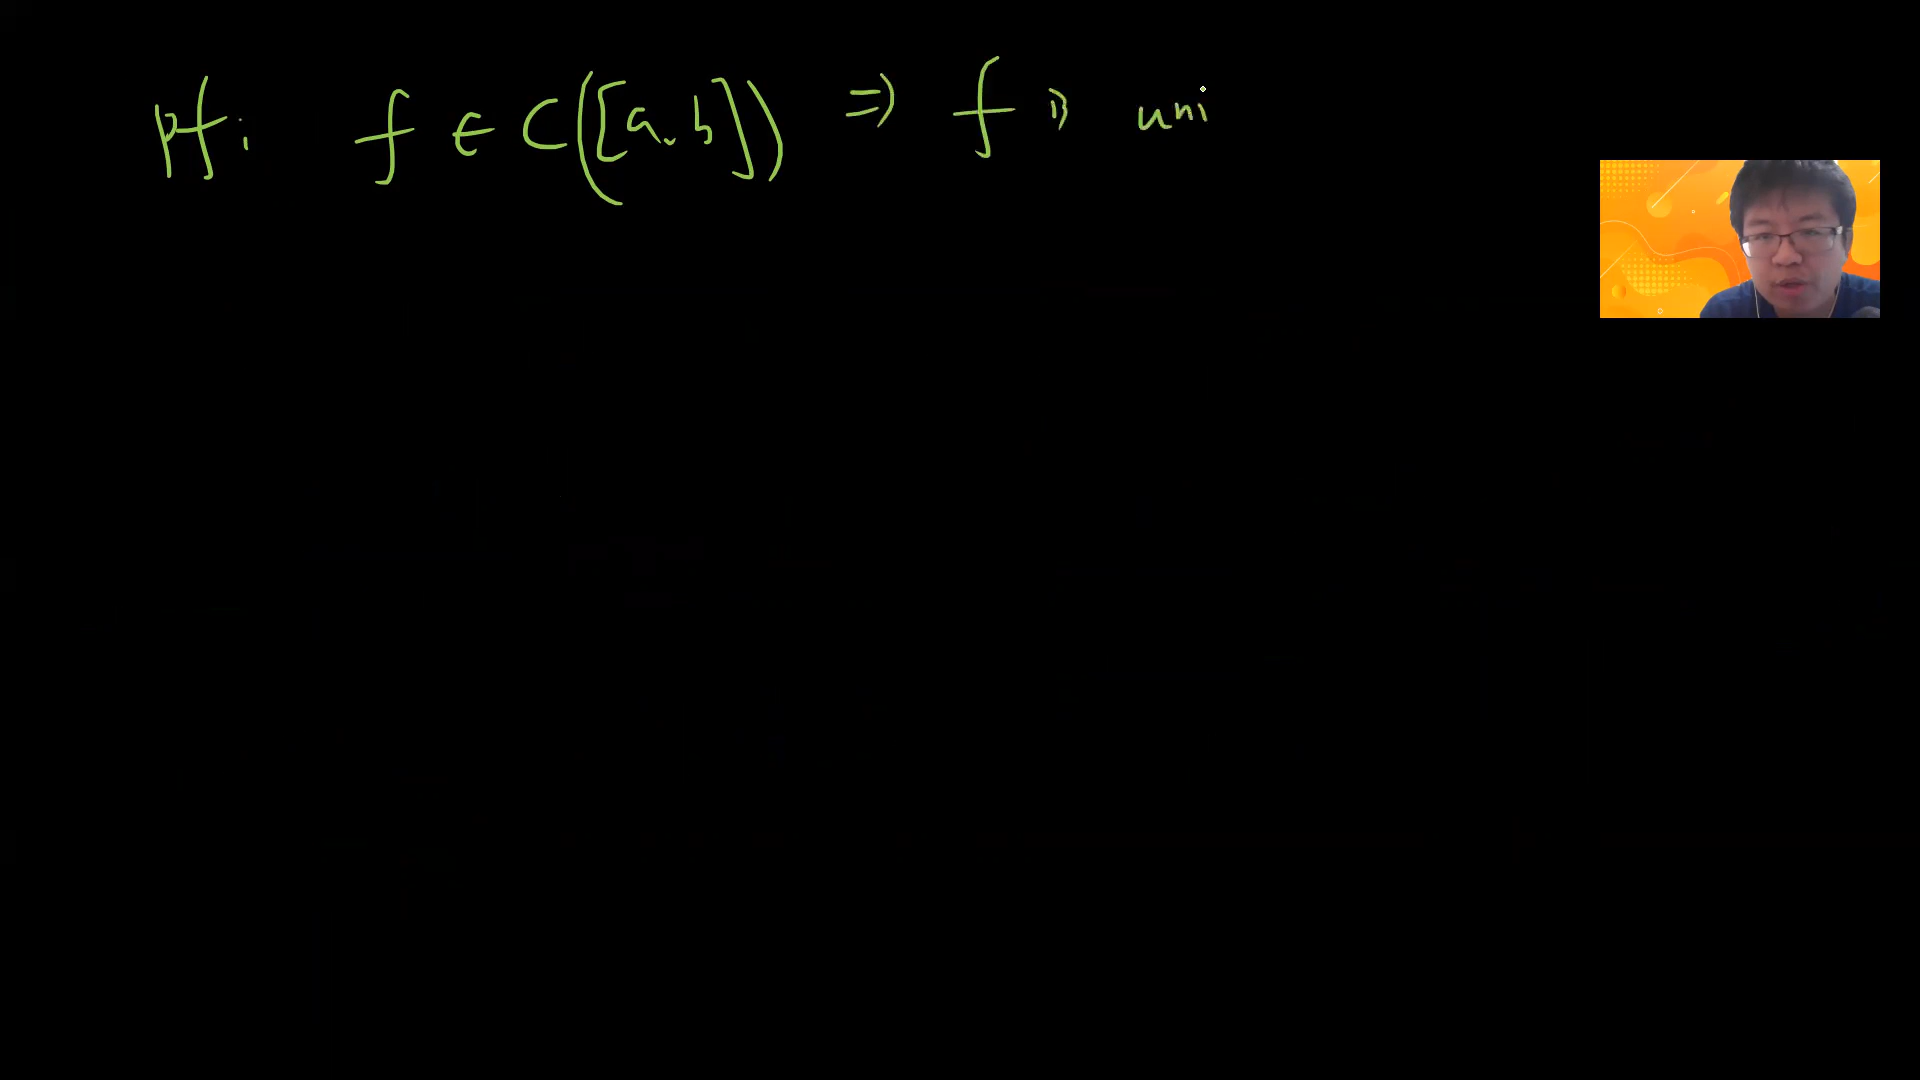 pf: f ∈ C([a,b]) ⇒ f is uni